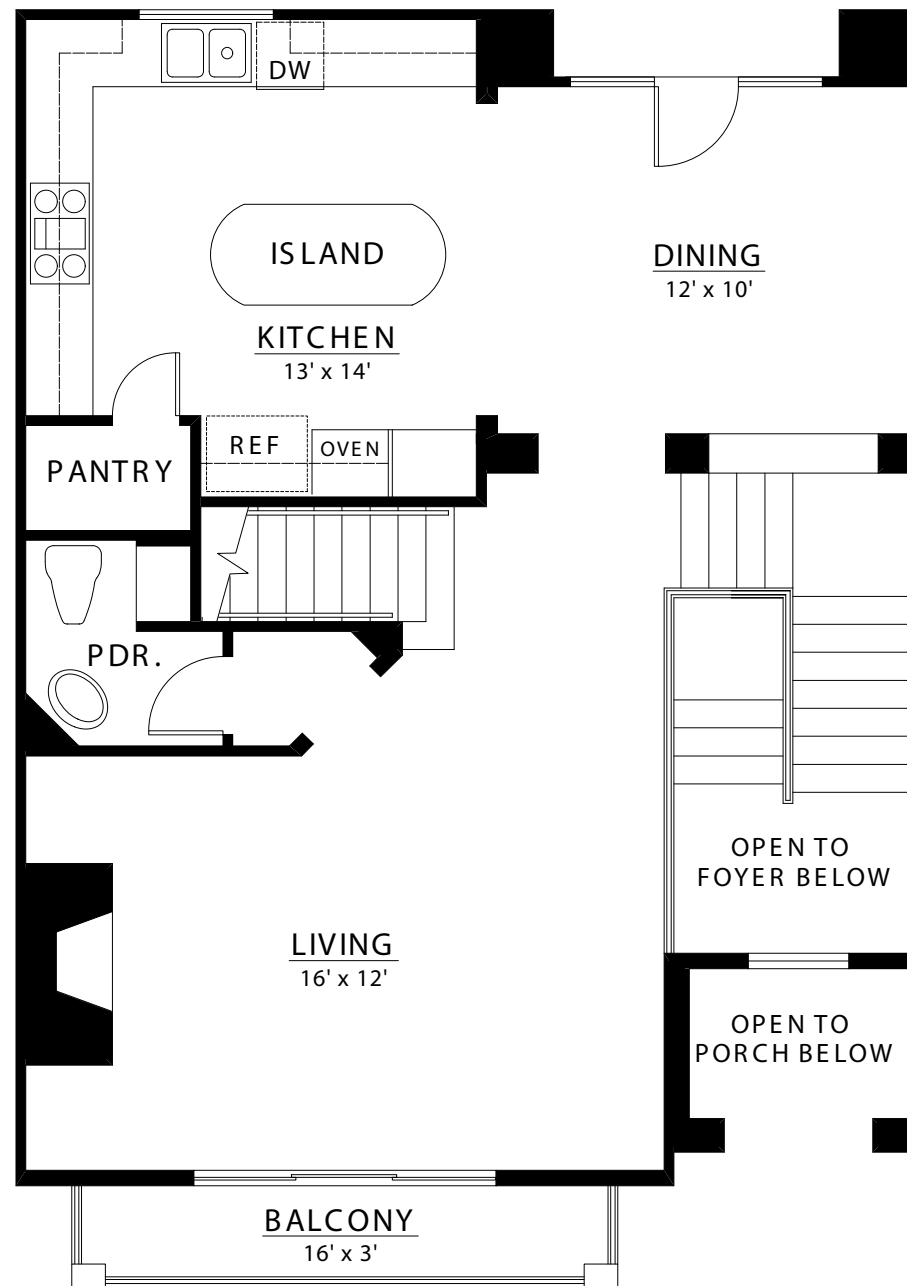 DW
ISLAND
DINING
12' x 10'
KITCHEN
13' x 14'
REF
OVEN
PANTRY
PDR.
OPEN TO
FOYER BELOW
LIVING
16' x 12'
OPEN TO
PORCH BELOW
BALCONY
16' x 3'